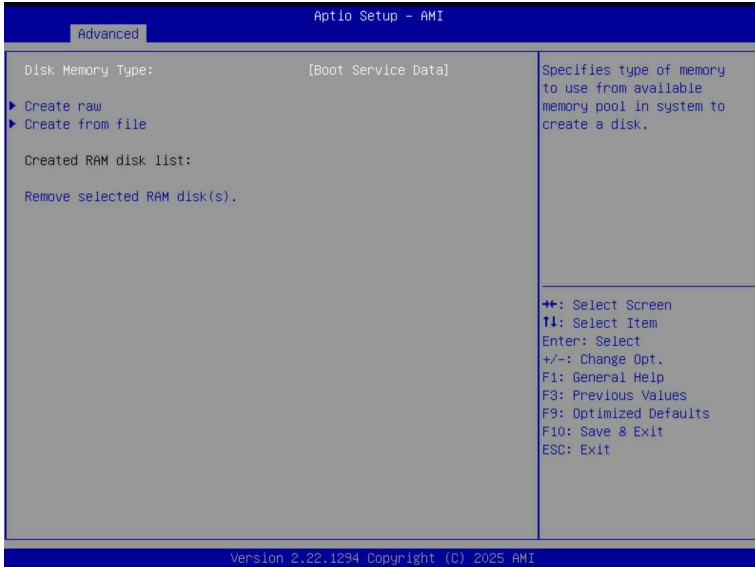 Aptio Setup - AMI
Advanced
Disk Memory Type: [Boot Service Data]
Create raw
Create from file
Created RAM disk list:
Remove selected RAM disk(s).
Specifies type of memory
to use from available
memory pool in system to
create a disk.
→←: Select Screen
↑↓: Select Item
Enter: Select
+/-: Change Opt.
F1: General Help
F3: Previous Values
F9: Optimized Defaults
F10: Save & Exit
ESC: Exit
Version 2.22.1294 Copyright (C) 2025 AMI